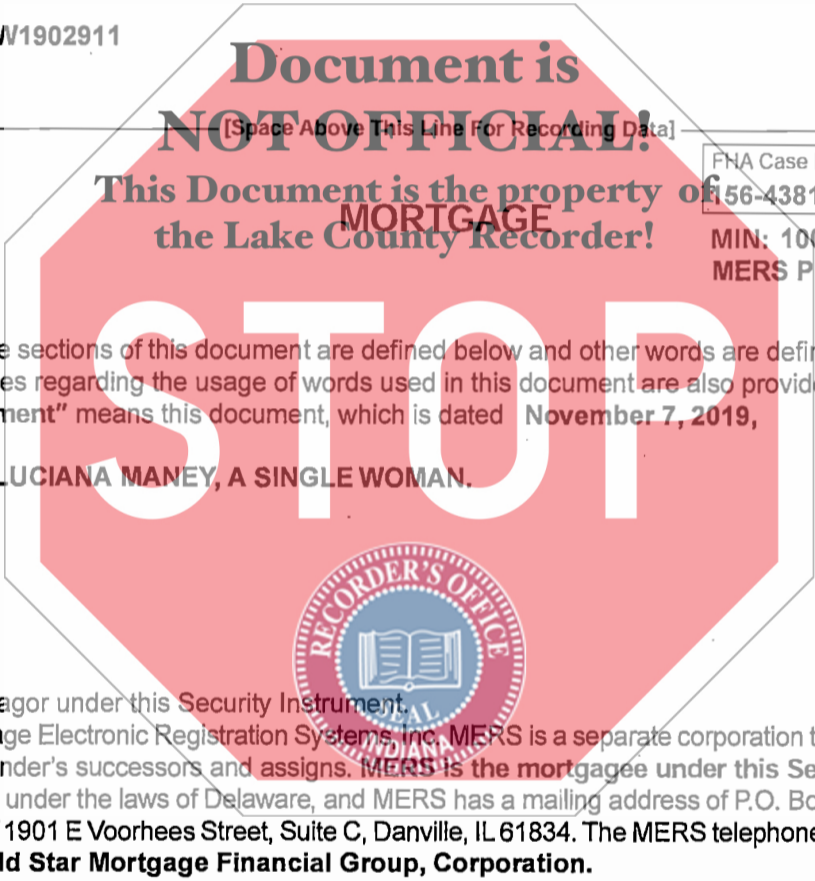 W1902911
Document is
NOT OFFICIAL!
[Space Above This Line For Recording Data]
This Document is the property of
the Lake County Recorder!
MORTGAGE
FHA Case
156-4381
MIN: 100
MERS P
STOP
e sections of this document are defined below and other words are defin
es regarding the usage of words used in this document are also provide
ment" means this document, which is dated November 7, 2019,
LUCIANA MANEY, A SINGLE WOMAN.
RECORDER'S OFFICE
SEAL
INDIANA
agor under this Security Instrument.
ge Electronic Registration Systems, Inc. MERS is a separate corporation t
nder's successors and assigns. MERS is the mortgagee under this Se
under the laws of Delaware, and MERS has a mailing address of P.O. Bo
1901 E Voorhees Street, Suite C, Danville, IL 61834. The MERS telephone
ld Star Mortgage Financial Group, Corporation.